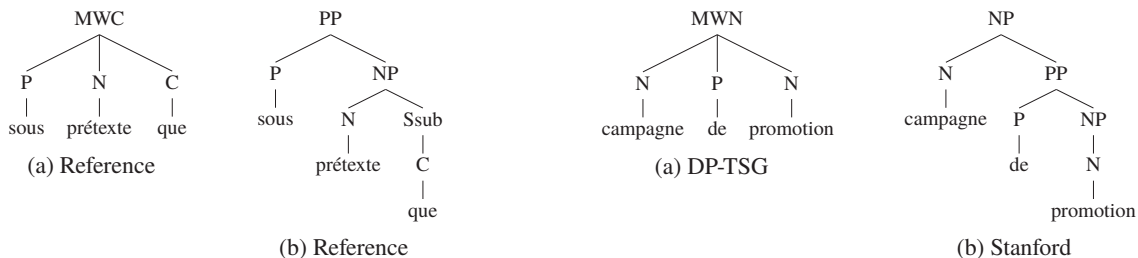 MWC
P N C
sous prétexte que
(a) Reference
PP
P NP
sous N Ssub
prétexte C
que
(b) Reference
MWN
N P N
campagne de promotion
(a) DP-TSG
NP
N PP
campagne P NP
de N
promotion
(b) Stanford